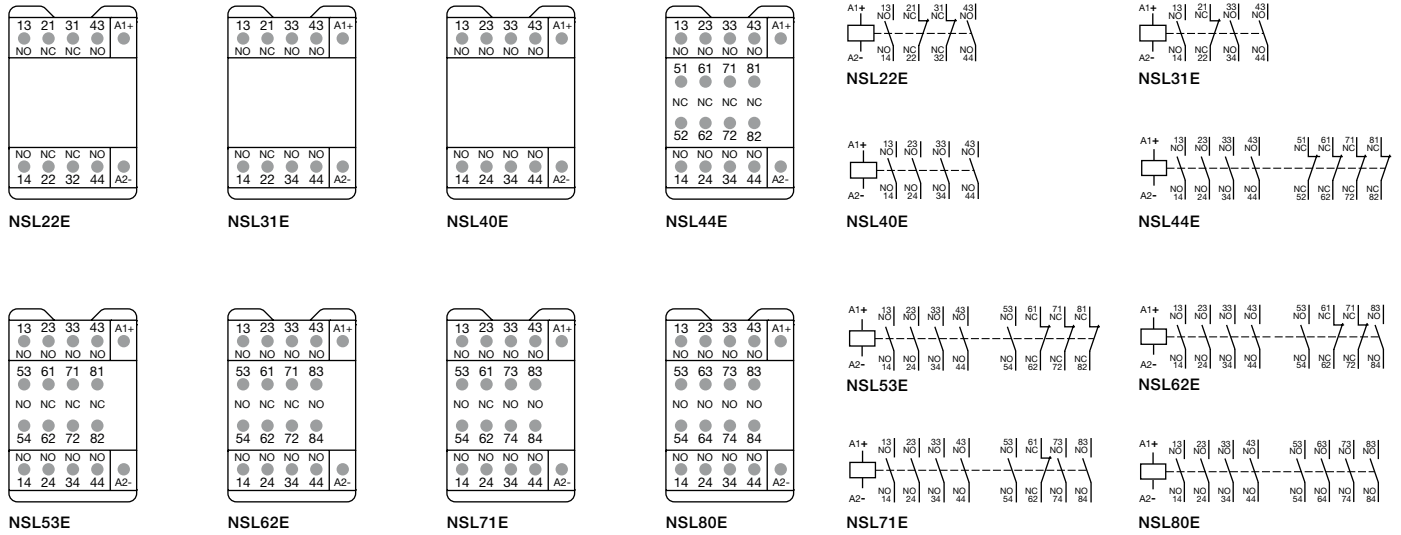 13 21 31 43 A1+
NO NC NC NO
NO NC NC NO
14 22 32 44 A2-
NSL22E
13 21 33 43 A1+
NO NC NO NO
NO NC NO NO
14 22 34 44 A2-
NSL31E
13 23 33 43 A1+
NO NO NO NO
NO NO NO NO
14 24 34 44 A2-
NSL40E
13 23 33 43 A1+
NO NO NO NO
51 61 71 81
NC NC NC NC
52 62 72 82
NO NO NO NO
14 24 34 44 A2-
NSL44E
A1+ 13 21 31 43
NO NC NC NO
NO NC NC NO
A2- 14 22 32 44
NSL22E
A1+ 13 21 33 43
NO NC NO NO
NO NC NO NO
A2- 14 22 34 44
NSL31E
A1+ 13 23 33 43
NO NO NO NO
NO NO NO NO
A2- 14 24 34 44
NSL40E
A1+ 13 23 33 43 51 61 71 81
NO NO NO NO NC NC NC NC
NO NO NO NO NC NC NC NC
A2- 14 24 34 44 52 62 72 82
NSL44E
13 23 33 43 A1+
NO NO NO NO
53 61 71 81
NO NC NC NC
54 62 72 82
NO NO NO NO
14 24 34 44 A2-
NSL53E
13 23 33 43 A1+
NO NO NO NO
53 61 71 83
NO NC NC NO
54 62 72 84
NO NO NO NO
14 24 34 44 A2-
NSL62E
13 23 33 43 A1+
NO NO NO NO
53 61 73 83
NO NC NO NO
54 62 74 84
NO NO NO NO
14 24 34 44 A2-
NSL71E
13 23 33 43 A1+
NO NO NO NO
53 63 73 83
NO NO NO NO
54 64 74 84
NO NO NO NO
14 24 34 44 A2-
NSL80E
A1+ 13 23 33 43 53 61 71 81
NO NO NO NO NO NC NC NC
NO NO NO NO NO NC NC NC
A2- 14 24 34 44 54 62 72 82
NSL53E
A1+ 13 23 33 43 53 61 71 83
NO NO NO NO NO NC NC NO
NO NO NO NO NO NC NC NO
A2- 14 24 34 44 54 62 72 84
NSL62E
A1+ 13 23 33 43 53 61 73 83
NO NO NO NO NO NC NO NO
NO NO NO NO NO NC NO NO
A2- 14 24 34 44 54 62 74 84
NSL71E
A1+ 13 23 33 43 53 63 73 83
NO NO NO NO NO NO NO NO
NO NO NO NO NO NO NO NO
A2- 14 24 34 44 54 64 74 84
NSL80E